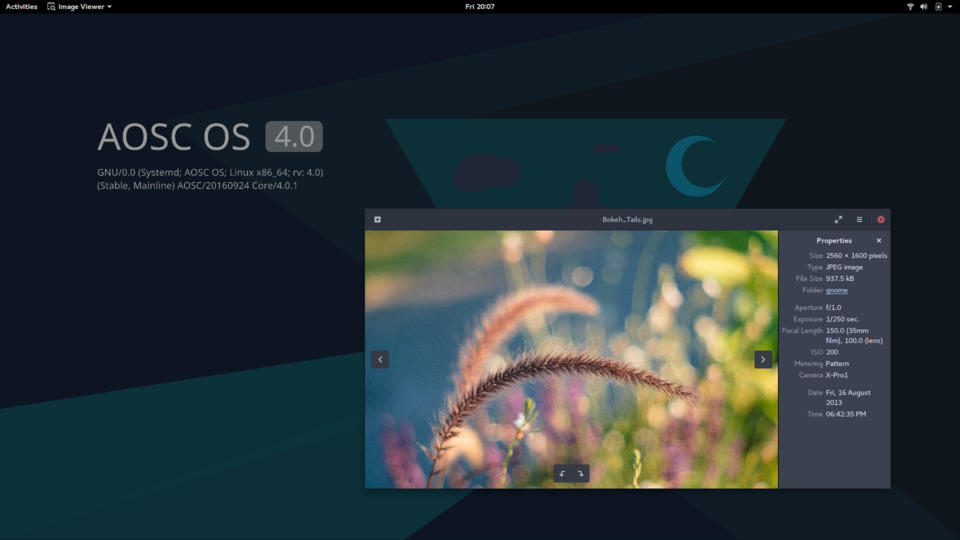 Activities
Image Viewer
Fri 20:07
AOSC OS 4.0
GNU/0.0 (Systemd; AOSC OS; Linux x86_64; rv: 4.0)
(Stable, Mainline) AOSC/20160924 Core/4.0.1
Bokeh_Tails.jpg
Properties
Size 2560 × 1600 pixels
Type JPEG image
File Size 937.5 kB
Folder gnome
Aperture f/1.0
Exposure 1/250 sec.
Focal Length 150.0 (35mm
film), 100.0 (lens)
ISO 200
Metering Pattern
Camera X-Pro1
Date Fri, 16 August
2013
Time 06:42:35 PM